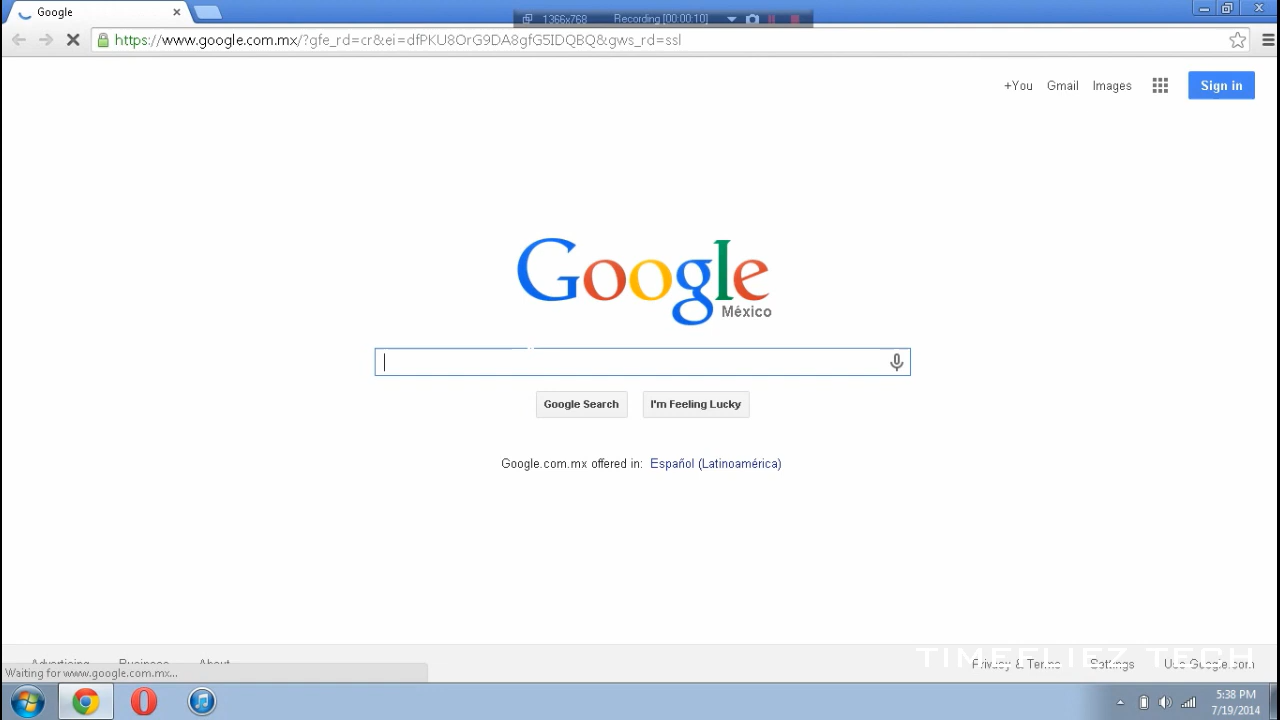 Google
1366x768 Recording [00:00:10]
https://www.google.com.mx/?gfe_rd=cr&ei=dfPKU8OrG9DA8gfG5IDQBQ&gws_rd=ssl
+You Gmail Images Sign in
Google
México
Google Search I'm Feeling Lucky
Google.com.mx offered in: Español (Latinoamérica)
Advertising Business About
Privacy & Terms Settings Use Google.com
TIMEFLIEZ TECH
Waiting for www.google.com.mx...
5:38 PM
7/19/2014